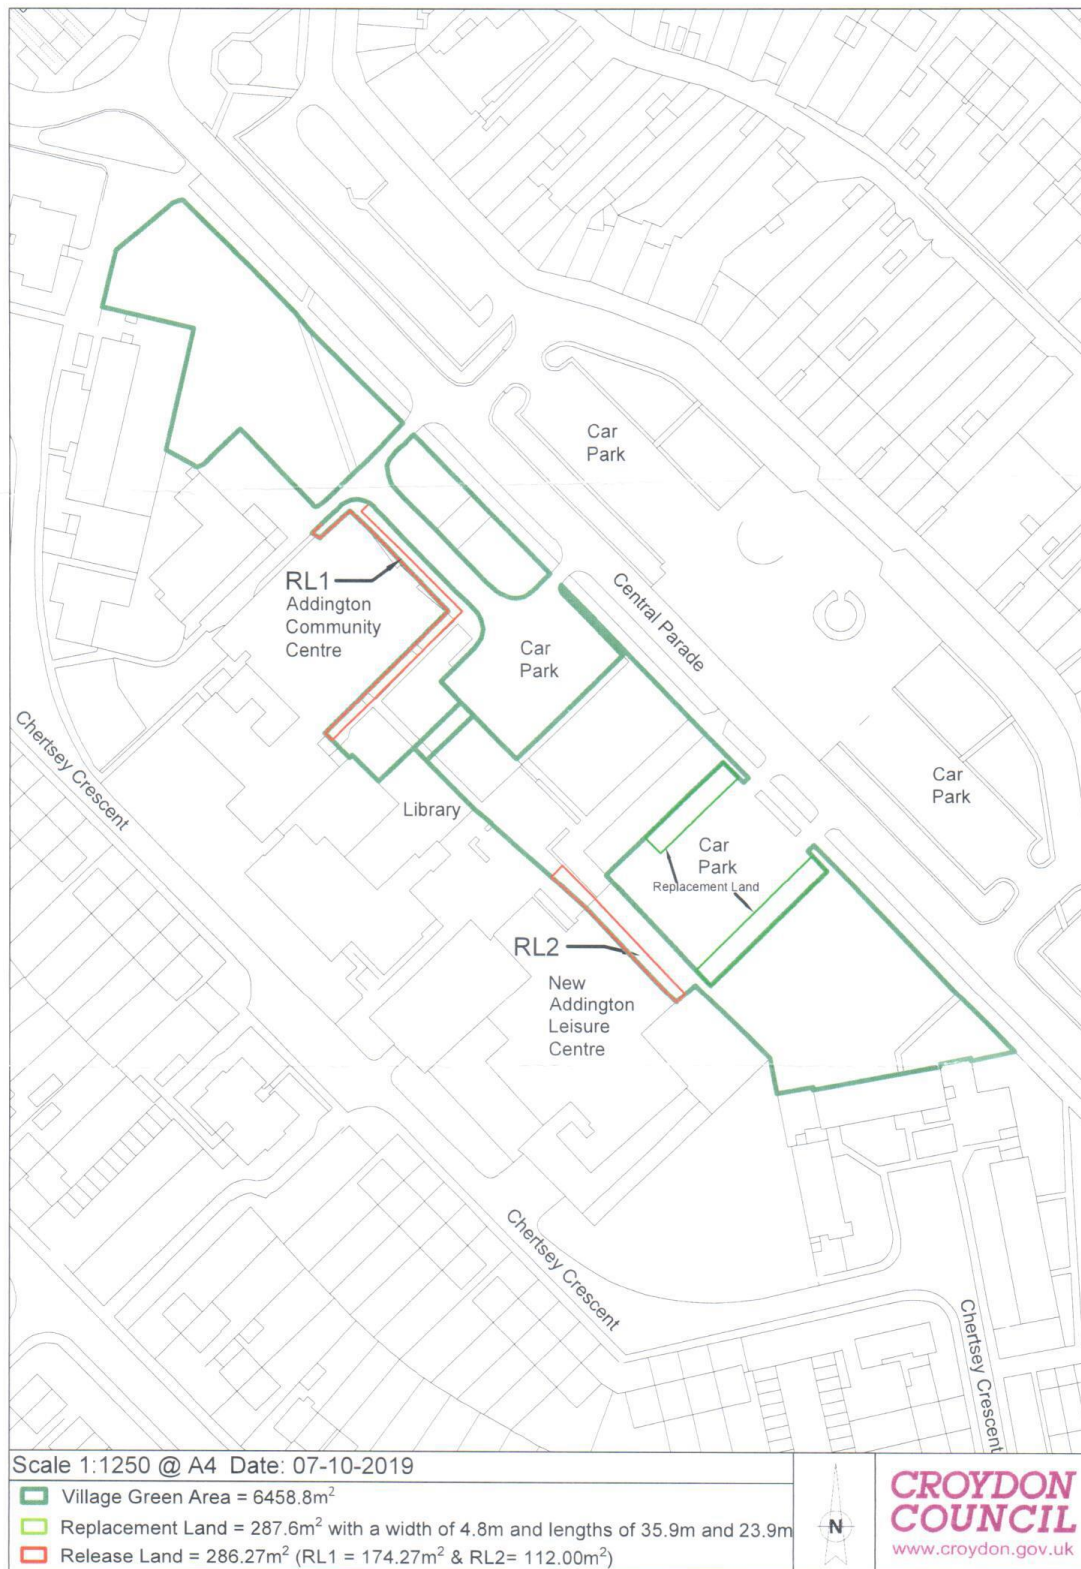 Car
Park
Central Parade
RL1
Addington
Community
Centre
Car
Park
Chertsey Crescent
Car
Park
Library
Car
Park
Replacement Land
RL2
New
Addington
Leisure
Centre
Chertsey Crescent
Chertsey Crescent
Scale 1:1250 @ A4 Date: 07-10-2019
Village Green Area = 6458.8m²
Replacement Land = 287.6m² with a width of 4.8m and lengths of 35.9m and 23.9m
Release Land = 286.27m² (RL1 = 174.27m² & RL2= 112.00m²)
N
CROYDON
COUNCIL
www.croydon.gov.uk